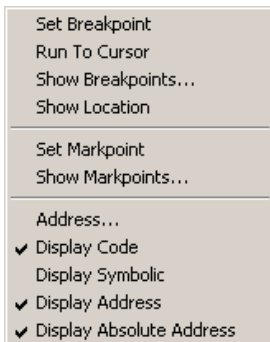 Set Breakpoint
Run To Cursor
Show Breakpoints...
Show Location
Set Markpoint
Show Markpoints...
Address...
Display Code
Display Symbolic
Display Address
Display Absolute Address